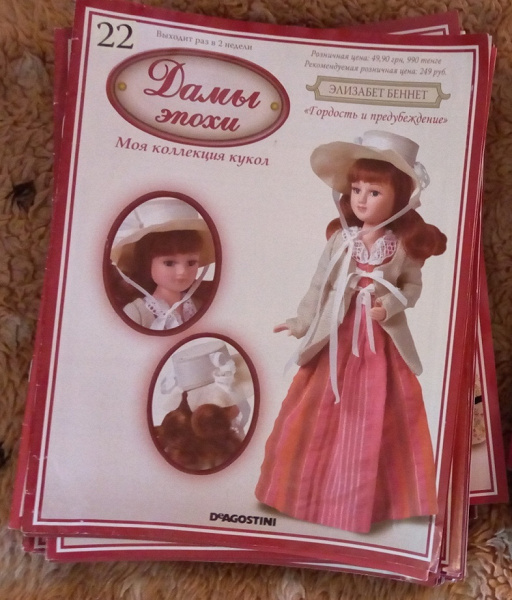 22
Выходит раз в 2 недели
Розничная цена: 49,90 грн, 990 тенге
Рекомендуемая розничная цена: 249 руб.
Дамы
эпохи
Моя коллекция кукол
ЭЛИЗАБЕТ БЕННЕТ
«Гордость и предубеждение»
DeAGOSTINI